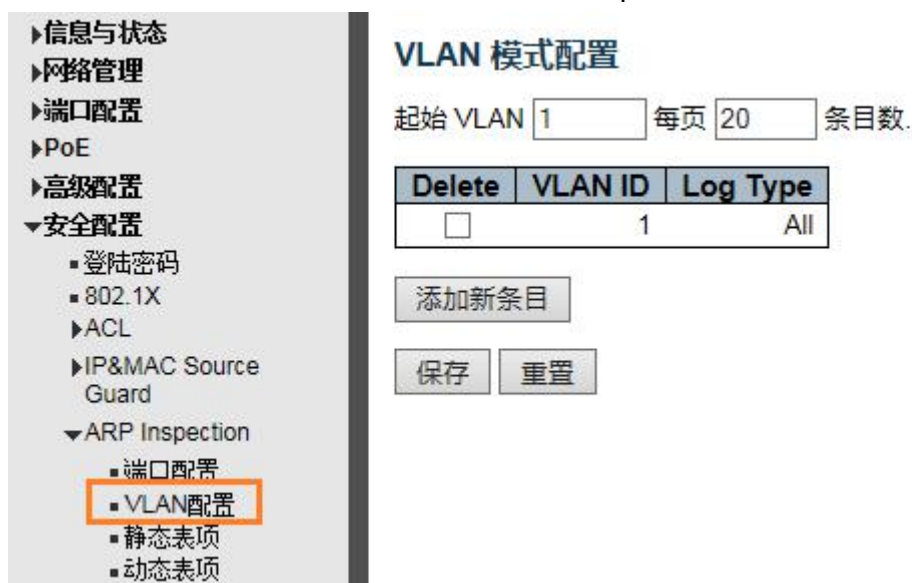 信息与状态
网络管理
端口配置
PoE
高级配置
安全配置
登陆密码
802.1X
ACL
IP&MAC Source
Guard
ARP Inspection
端口配置
VLAN配置
静态表项
动态表项
VLAN 模式配置
起始 VLAN 1 每页 20 条目数.
Delete VLAN ID Log Type
1 All
添加新条目
保存 重置